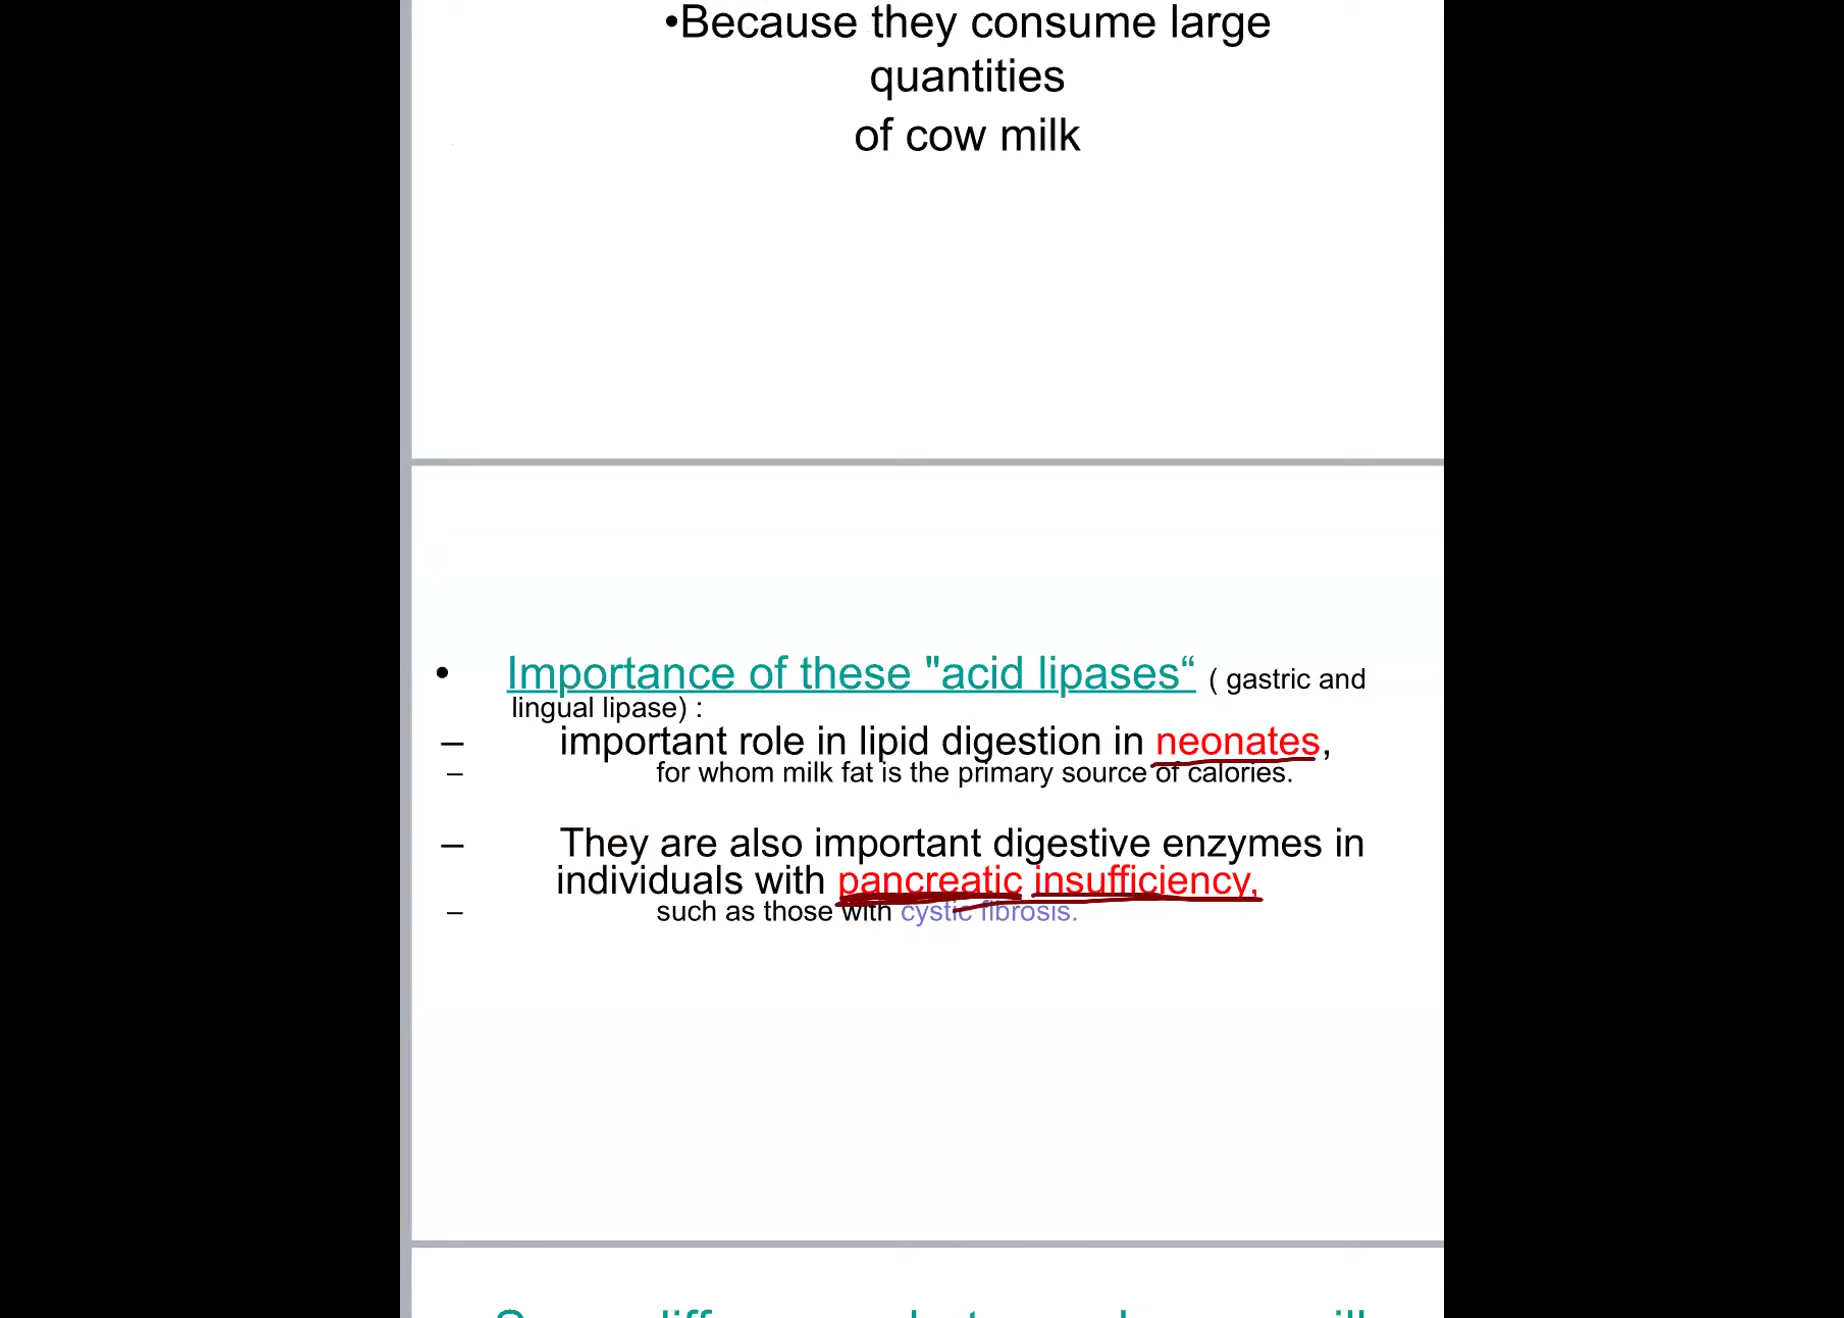 •Because they consume large
quantities
of cow milk
• Importance of these "acid lipases“ ( gastric and
lingual lipase) :
– important role in lipid digestion in neonates,
– for whom milk fat is the primary source of calories.
– They are also important digestive enzymes in
individuals with pancreatic insufficiency,
– such as those with cystic fibrosis.